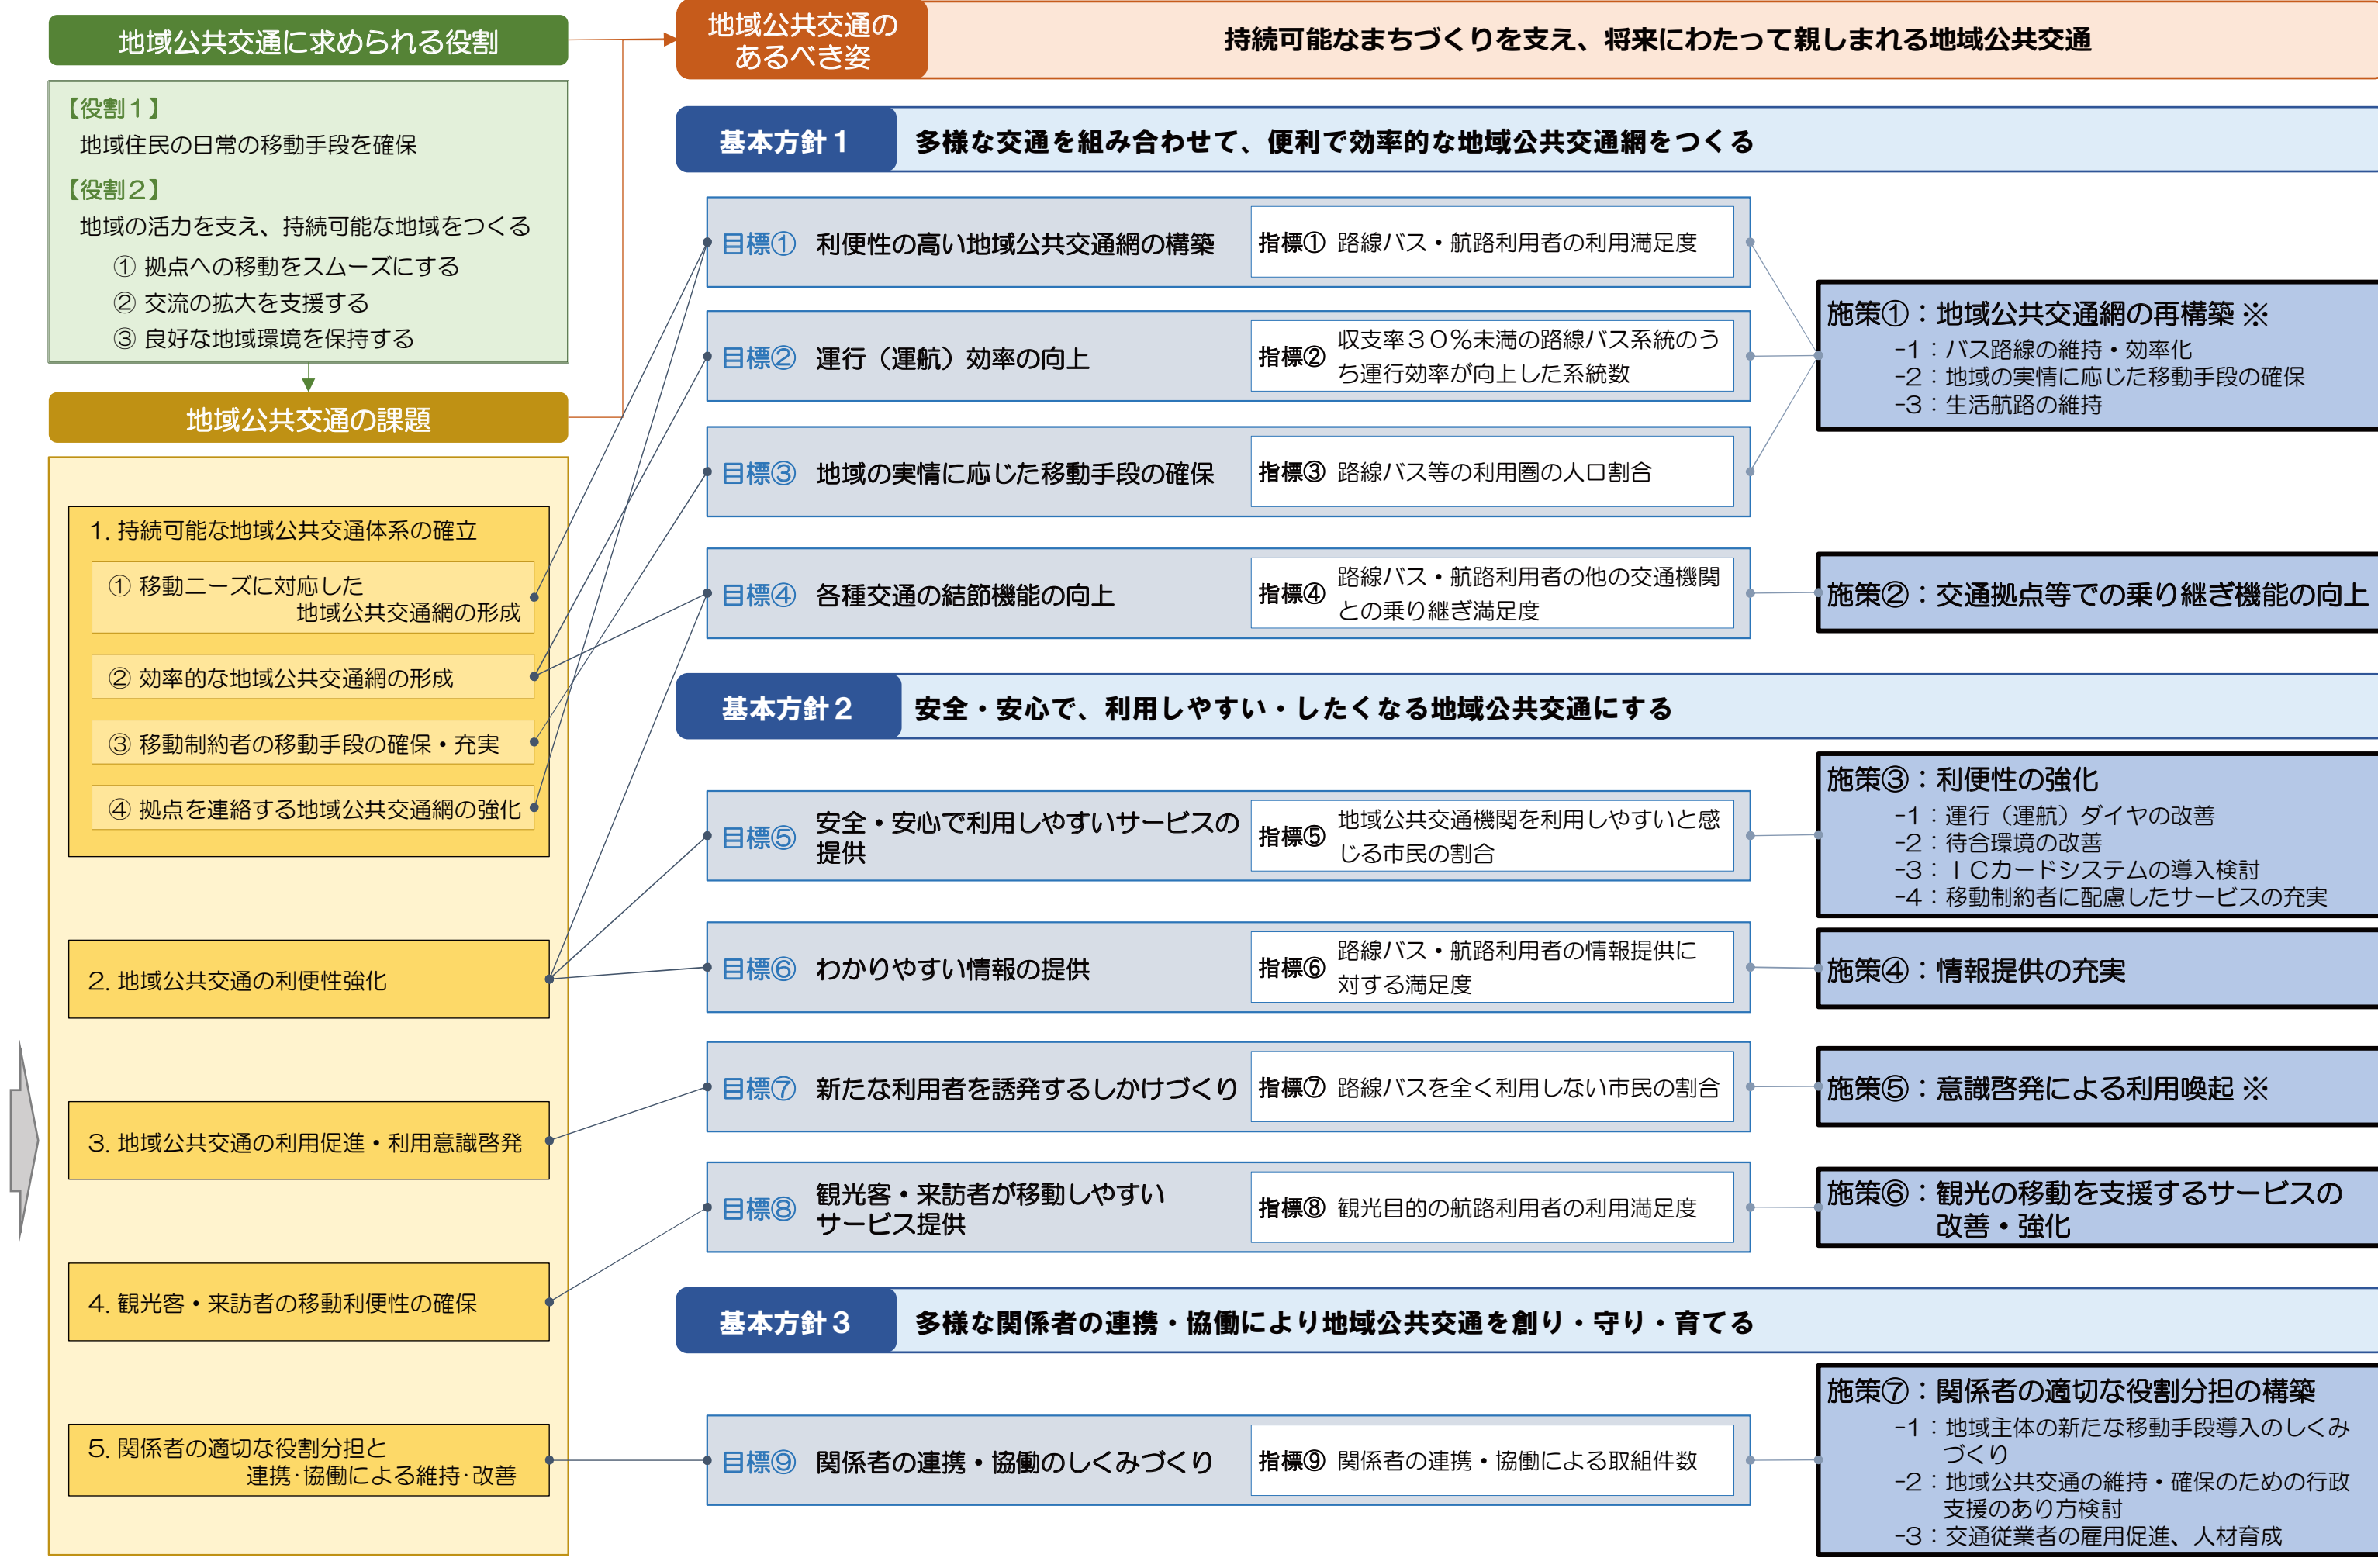 地域公共交通に求められる役割
【役割１】
地域住民の日常の移動手段を確保
【役割２】
地域の活力を支え、持続可能な地域をつくる
① 拠点への移動をスムーズにする
② 交流の拡大を支援する
③ 良好な地域環境を保持する
地域公共交通の課題
1. 持続可能な地域公共交通体系の確立
① 移動ニーズに対応した
地域公共交通網の形成
② 効率的な地域公共交通網の形成
③ 移動制約者の移動手段の確保・充実
④ 拠点を連絡する地域公共交通網の強化
2. 地域公共交通の利便性強化
3. 地域公共交通の利用促進・利用意識啓発
4. 観光客・来訪者の移動利便性の確保
5. 関係者の適切な役割分担と
連携･協働による維持･改善
地域公共交通の
あるべき姿
持続可能なまちづくりを支え、将来にわたって親しまれる地域公共交通
基本方針１
多様な交通を組み合わせて、便利で効率的な地域公共交通網をつくる
目標① 利便性の高い地域公共交通網の構築
指標① 路線バス・航路利用者の利用満足度
目標② 運行（運航）効率の向上
指標② 収支率３０％未満の路線バス系統のう
ち運行効率が向上した系統数
目標③ 地域の実情に応じた移動手段の確保
指標③ 路線バス等の利用圏の人口割合
目標④ 各種交通の結節機能の向上
指標④ 路線バス・航路利用者の他の交通機関
との乗り継ぎ満足度
施策①：地域公共交通網の再構築 ※
-1：バス路線の維持・効率化
-2：地域の実情に応じた移動手段の確保
-3：生活航路の維持
施策②：交通拠点等での乗り継ぎ機能の向上
基本方針２
安全・安心で、利用しやすい・したくなる地域公共交通にする
目標⑤ 安全・安心で利用しやすいサービスの
提供
指標⑤ 地域公共交通機関を利用しやすいと感
じる市民の割合
目標⑥ わかりやすい情報の提供
指標⑥ 路線バス・航路利用者の情報提供に
対する満足度
目標⑦ 新たな利用者を誘発するしかけづくり
指標⑦ 路線バスを全く利用しない市民の割合
目標⑧ 観光客・来訪者が移動しやすい
サービス提供
指標⑧ 観光目的の航路利用者の利用満足度
施策③：利便性の強化
-1：運行（運航）ダイヤの改善
-2：待合環境の改善
-3：ＩＣカードシステムの導入検討
-4：移動制約者に配慮したサービスの充実
施策④：情報提供の充実
施策⑤：意識啓発による利用喚起 ※
施策⑥：観光の移動を支援するサービスの
改善・強化
基本方針３
多様な関係者の連携・協働により地域公共交通を創り・守り・育てる
目標⑨ 関係者の連携・協働のしくみづくり
指標⑨ 関係者の連携・協働による取組件数
施策⑦：関係者の適切な役割分担の構築
-1：地域主体の新たな移動手段導入のしくみ
づくり
-2：地域公共交通の維持・確保のための行政
支援のあり方検討
-3：交通従業者の雇用促進、人材育成